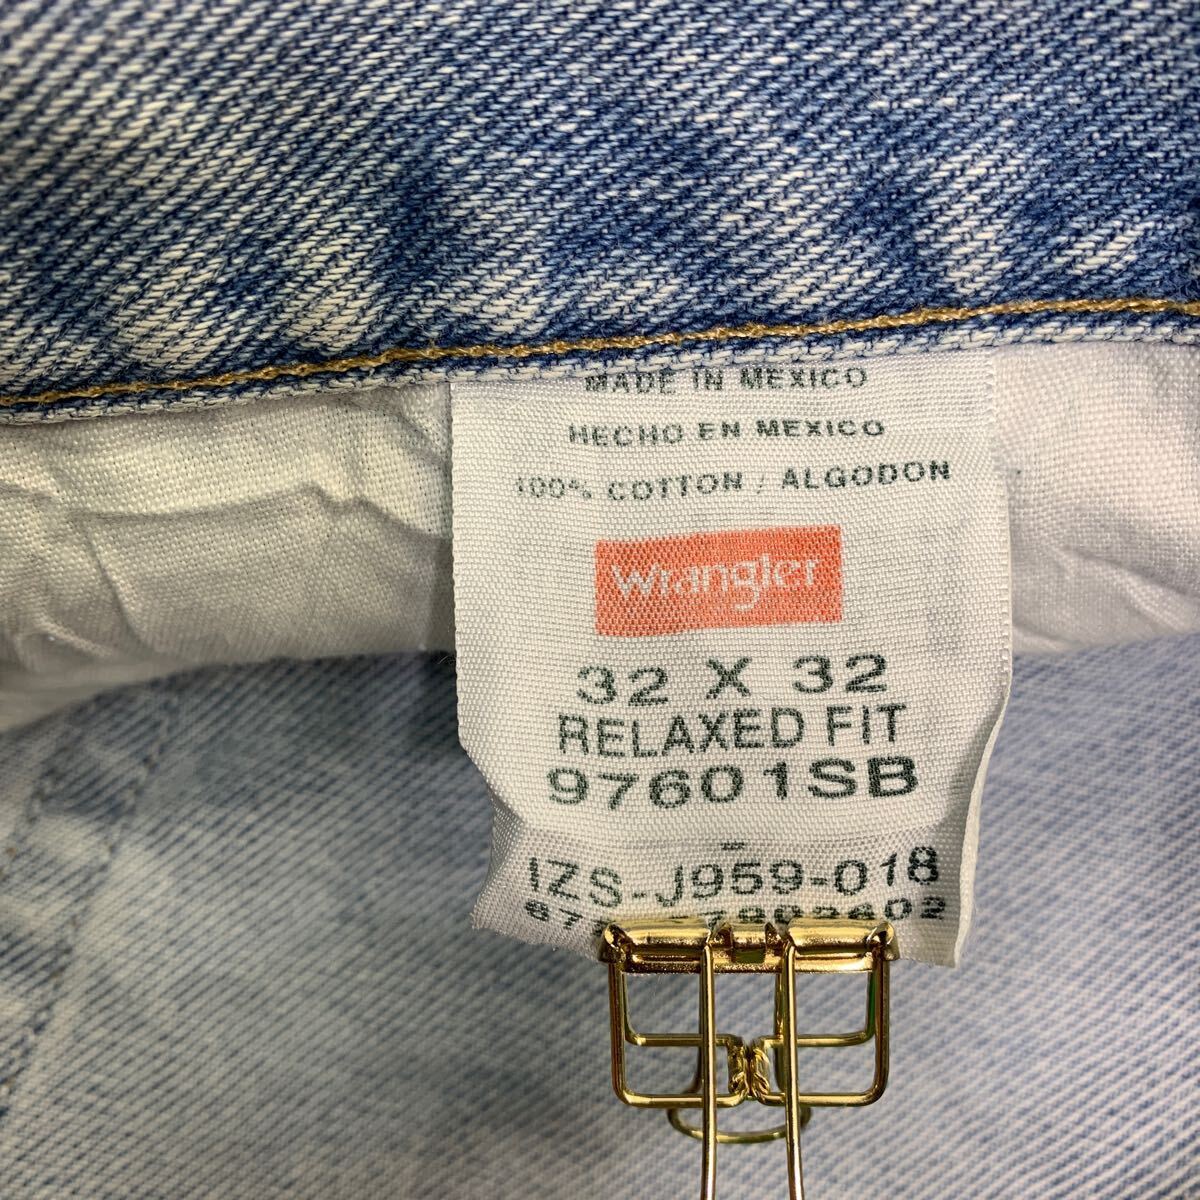 MADE IN MEXICO
HECHO EN MEXICO
100% COTTON / ALGODON
Wrangler
32 X 32
RELAXED FIT
97601SB
-
IZS-J959-018